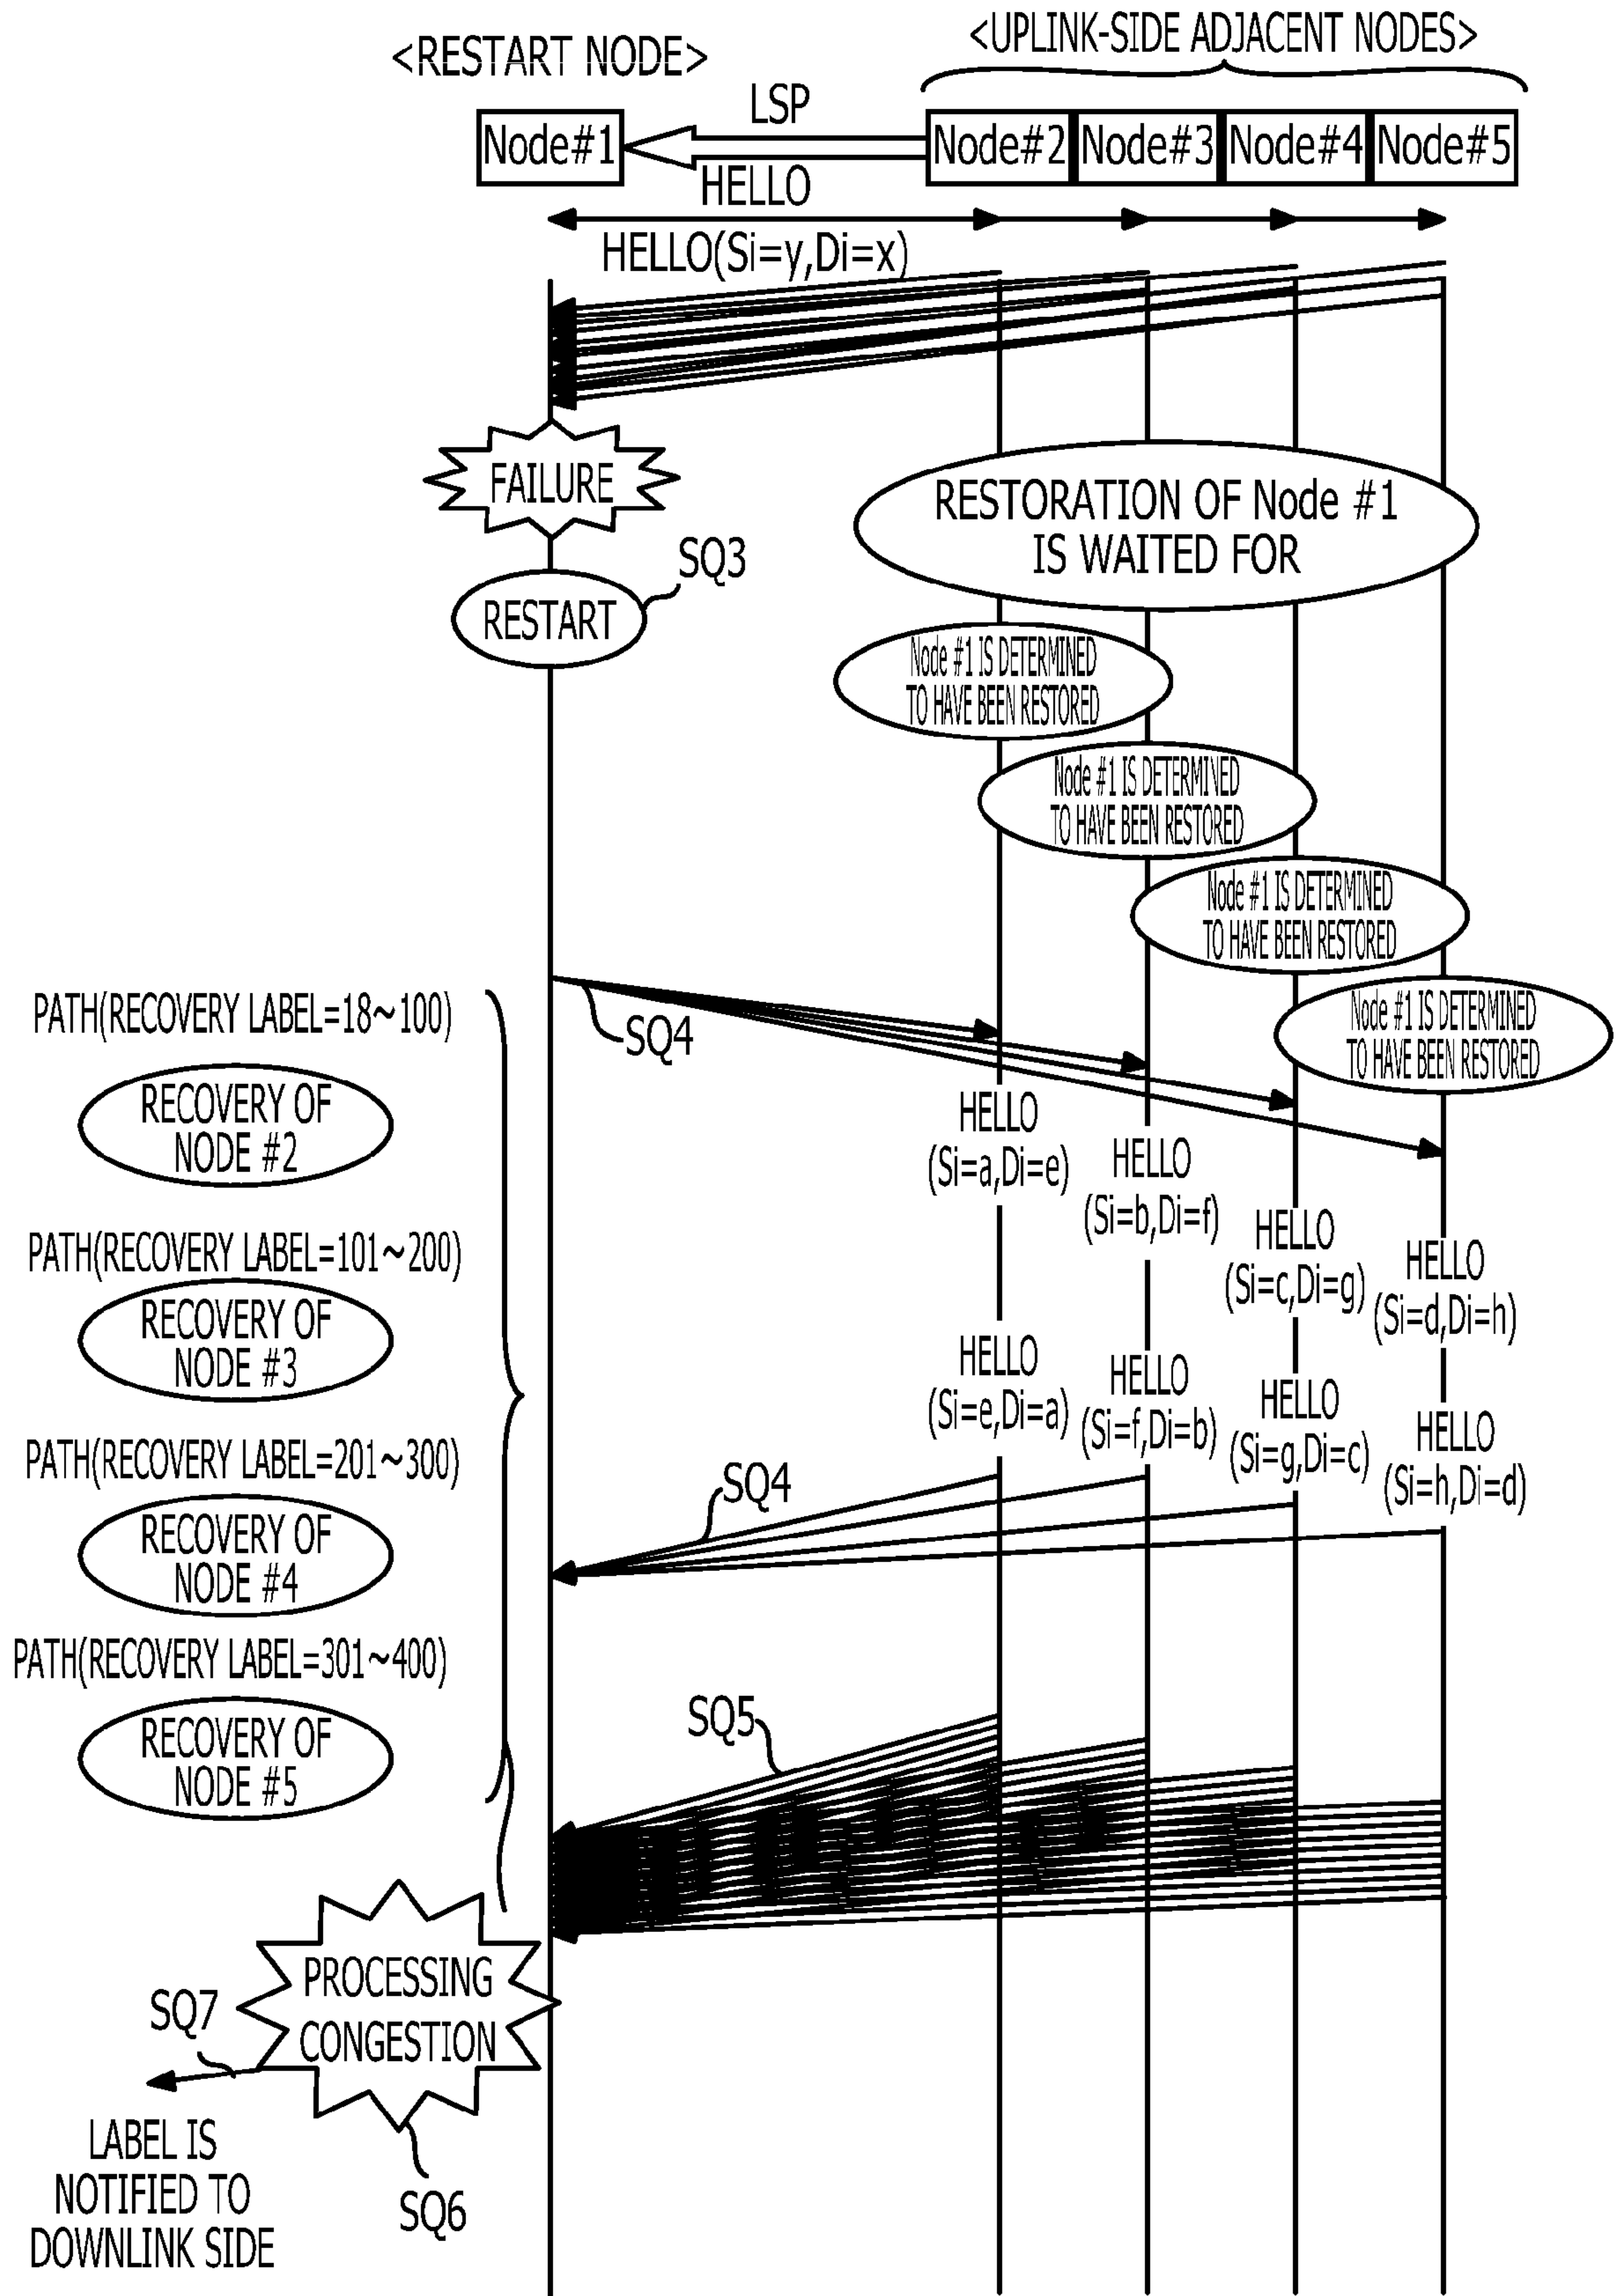 <UPLINK-SIDE ADJACENT NODES>
<RESTART NODE>
LSP
Node#1
Node#2
Node#3
Node#4
Node#5
HELLO
HELLO(Si=y,Di=x)
FAILURE
RESTORATION OF Node #1
IS WAITED FOR
SQ3
RESTART
Node #1 IS DETERMINED
TO HAVE BEEN RESTORED
Node #1 IS DETERMINED
TO HAVE BEEN RESTORED
Node #1 IS DETERMINED
TO HAVE BEEN RESTORED
Node #1 IS DETERMINED
TO HAVE BEEN RESTORED
PATH(RECOVERY LABEL=18~100)
SQ4
RECOVERY OF
NODE #2
HELLO
(Si=a,Di=e)
HELLO
(Si=b,Di=f)
HELLO
(Si=c,Di=g)
HELLO
(Si=d,Di=h)
PATH(RECOVERY LABEL=101~200)
RECOVERY OF
NODE #3
HELLO
(Si=e,Di=a)
HELLO
(Si=f,Di=b)
HELLO
(Si=g,Di=c)
HELLO
(Si=h,Di=d)
PATH(RECOVERY LABEL=201~300)
SQ4
RECOVERY OF
NODE #4
PATH(RECOVERY LABEL=301~400)
SQ5
RECOVERY OF
NODE #5
PROCESSING
CONGESTION
SQ7
LABEL IS
NOTIFIED TO
DOWNLINK SIDE
SQ6